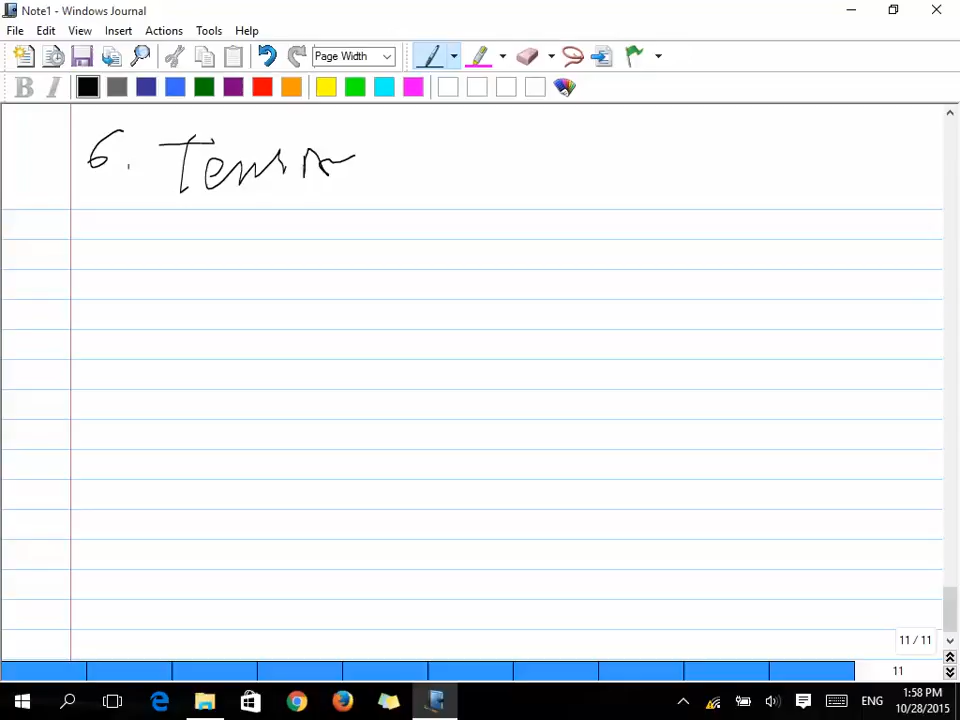 Note1 - Windows Journal
File Edit View Insert Actions Tools Help
Page Width
B I
6.
11 / 11
11
ENG
1:58 PM
10/28/2015